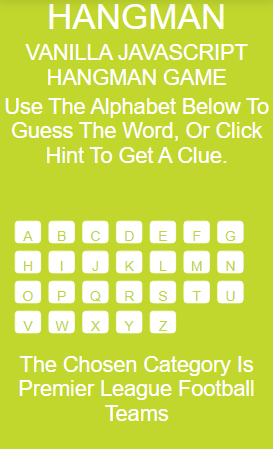 HANGMAN
VANILLA JAVASCRIPT
HANGMAN GAME
Use The Alphabet Below To
Guess The Word, Or Click
Hint To Get A Clue.
A B C D E F G
H I J K L M N
O P Q R S T U
V W X Y Z
The Chosen Category Is
Premier League Football
Teams